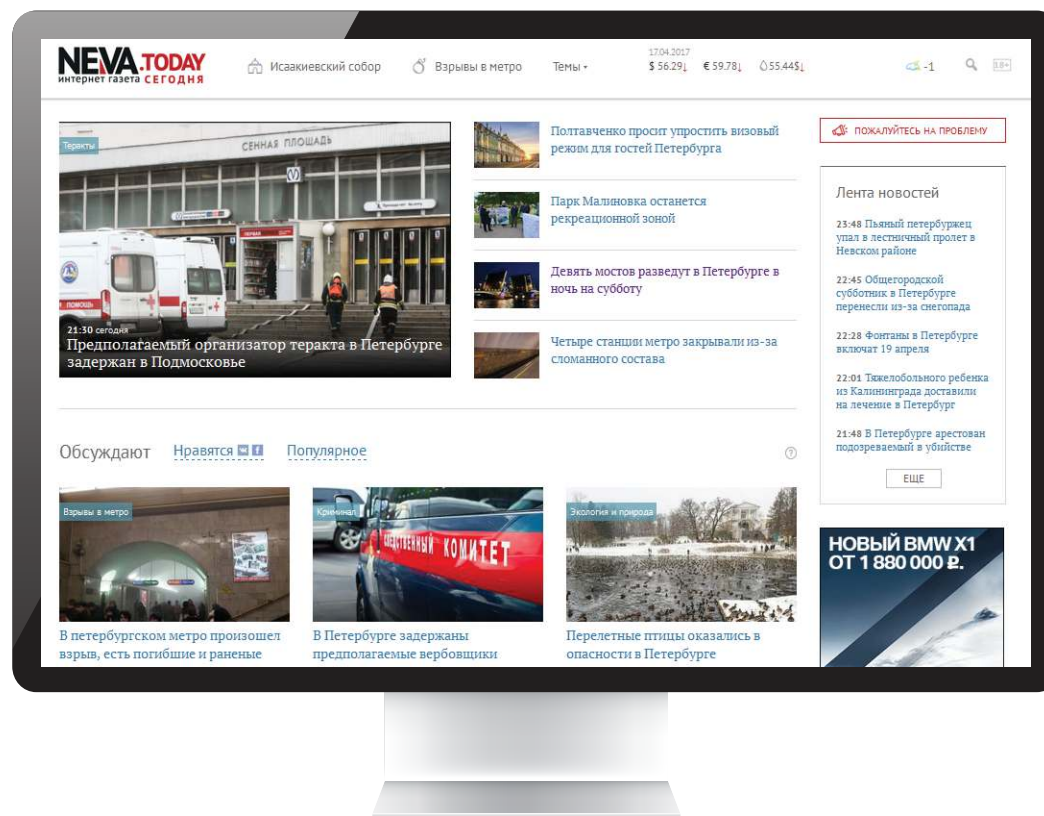 NEVA.TODAY
интернет газета СЕГОДНЯ
Исаакиевский собор
Взрывы в метро
Темы
17.04.2017
$ 56.29↓ € 59.78↓ 55.44$↓
-1
18+
Теракты
СЕННАЯ ПЛОЩАДЬ
ПОМОЩЬ
21:30 сегодня
Предполагаемый организатор теракта в Петербурге
задержан в Подмосковье
Полтавченко просит упростить визовый
режим для гостей Петербурга
Парк Малиновка останется
рекреационной зоной
Девять мостов разведут в Петербурге в
ночь на субботу
Четыре станции метро закрывали из-за
сломанного состава
ПОЖАЛУЙТЕСЬ НА ПРОБЛЕМУ
Лента новостей
23:48 Пьяный петербуржец
упал в лестничный пролет в
Невском районе
22:45 Общегородской
субботник в Петербурге
перенесли из-за снегопада
22:28 Фонтаны в Петербурге
включат 19 апреля
22:01 Тяжелобольного ребенка
из Калининграда доставили
на лечение в Петербург
21:48 В Петербурге арестован
подозреваемый в убийстве
ЕЩЕ
Обсуждают
Нравятся
Популярное
?
Взрывы в метро
В петербургском метро произошел
взрыв, есть погибшие и раненые
Криминал
СЛЕДСТВЕННЫЙ КОМИТЕТ
В Петербурге задержаны
предполагаемые вербовщики
Экология и природа
Перелетные птицы оказались в
опасности в Петербурге
НОВЫЙ BMW X1
ОТ 1 880 000 ₽.